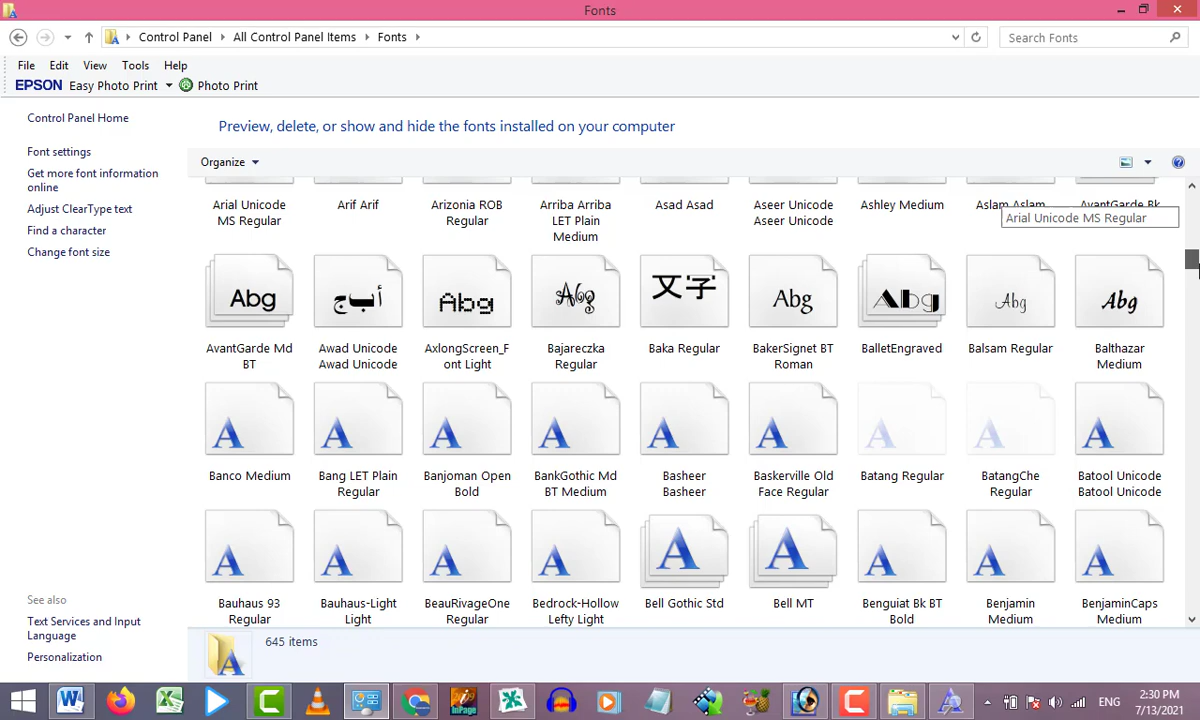 Fonts
Control Panel All Control Panel Items Fonts
Search Fonts
File Edit View Tools Help
EPSON Easy Photo Print Photo Print
Control Panel Home
Preview, delete, or show and hide the fonts installed on your computer
Font settings
Get more font information
online
Adjust ClearType text
Find a character
Change font size
Organize
Arial Unicode
MS Regular
Arif Arif
Arizonia ROB
Regular
Arriba Arriba
LET Plain
Medium
Asad Asad
Aseer Unicode
Aseer Unicode
Ashley Medium
Aslam Aslam
AvantGarde Bk
Arial Unicode MS Regular
Abg
أبج
Abg
Abg
文字
Abg
Abg
Abg
Abg
AvantGarde Md
BT
Awad Unicode
Awad Unicode
AxlongScreen_F
ont Light
Bajareczka
Regular
Baka Regular
BakerSignet BT
Roman
BalletEngraved
Balsam Regular
Balthazar
Medium
A A A A A A A A A
Banco Medium
Bang LET Plain
Regular
Banjoman Open
Bold
BankGothic Md
BT Medium
Basheer
Basheer
Baskerville Old
Face Regular
Batang Regular
BatangChe
Regular
Batool Unicode
Batool Unicode
A A A A A A A A A
Bauhaus 93
Regular
Bauhaus-Light
Light
BeauRivageOne
Regular
Bedrock-Hollow
Lefty Light
Bell Gothic Std
Bell MT
Benguiat Bk BT
Bold
Benjamin
Medium
BenjaminCaps
Medium
See also
Text Services and Input
Language
Personalization
A
645 items
InPage
ENG
2:30 PM
7/13/2021